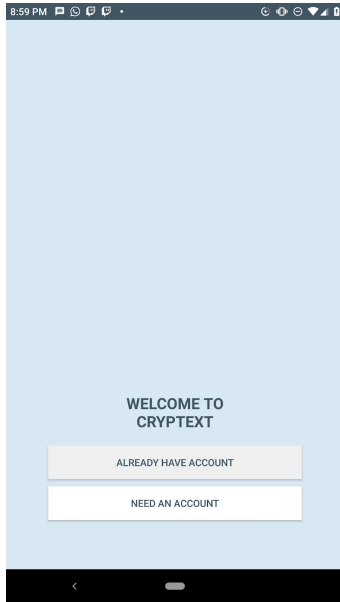 8:59 PM
WELCOME TO
CRYPTEXT
ALREADY HAVE ACCOUNT
NEED AN ACCOUNT